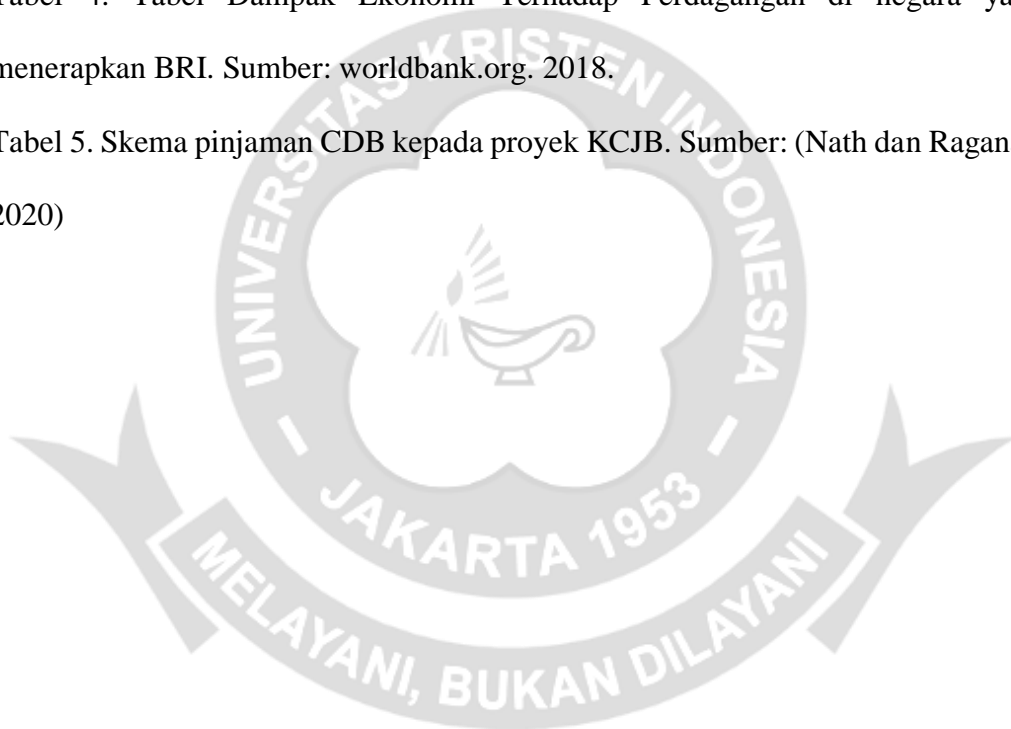 Tabel 4. Tabel Dampak Ekonomi Terhadap Perdagangan di negara
menerapkan BRI. Sumber: worldbank.org. 2018.
Tabel 5. Skema pinjaman CDB kepada proyek KCJB. Sumber: (Nath dan Ragan
2020)
UNIVERSITAS KRISTEN INDONESIA
JAKARTA 1953
MELAYANI, BUKAN DILAYANI